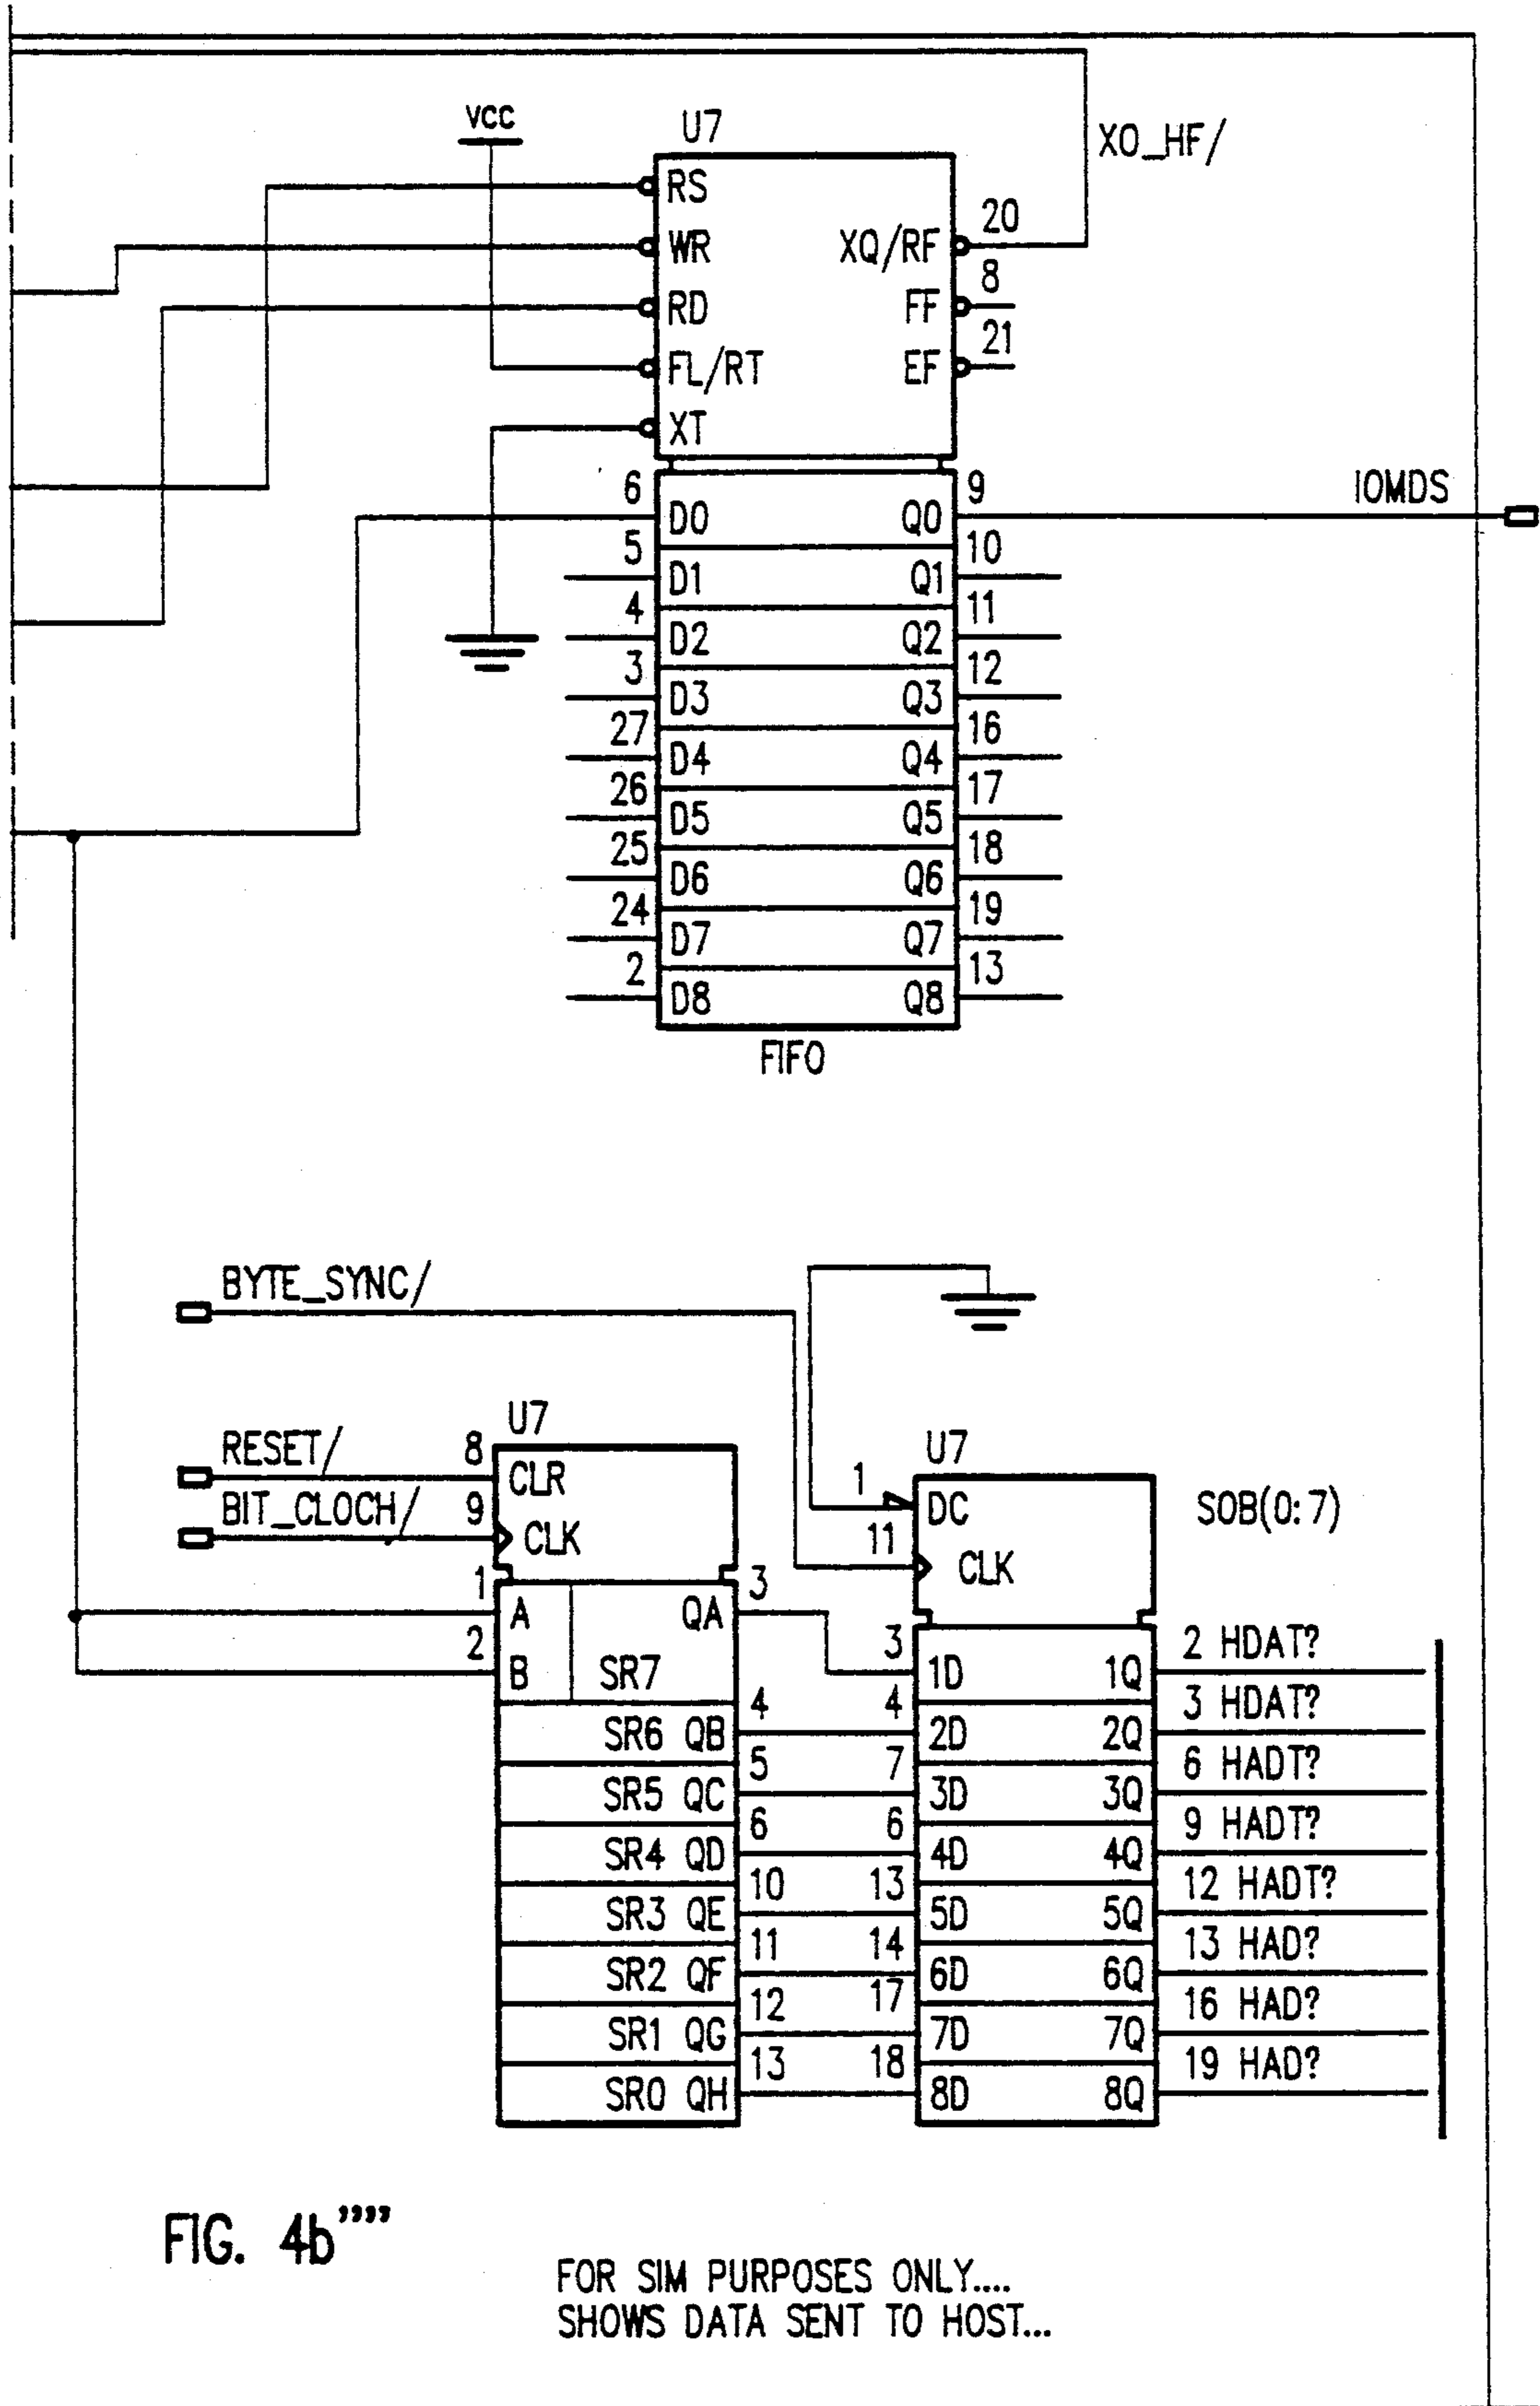 VCC
U7
XO_HF/
RS
WR
RD
FL/RT
XT
XQ/RF 20
FF 8
EF 21
IOMDS
6 D0 Q0 9
5 D1 Q1 10
4 D2 Q2 11
3 D3 Q3 12
27 D4 Q4 16
26 D5 Q5 17
25 D6 Q6 18
24 D7 Q7 19
2 D8 Q8 13
FIFO
BYTE_SYNC/
RESET/
BIT_CLOCH/
U7
8 CLR
9 CLK
1 A QA 3
2 B SR7
SR6 QB 4
SR5 QC 5
SR4 QD 6
SR3 QE 10
SR2 QF 11
SR1 QG 12
SR0 QH 13
U7
1 DC
11 CLK
SOB(0:7)
3 1D 1Q 2 HDAT?
4 2D 2Q 3 HDAT?
7 3D 3Q 6 HADT?
6 4D 4Q 9 HADT?
13 5D 5Q 12 HADT?
14 6D 6Q 13 HAD?
17 7D 7Q 16 HAD?
18 8D 8Q 19 HAD?
FIG. 4b""
FOR SIM PURPOSES ONLY....
SHOWS DATA SENT TO HOST...